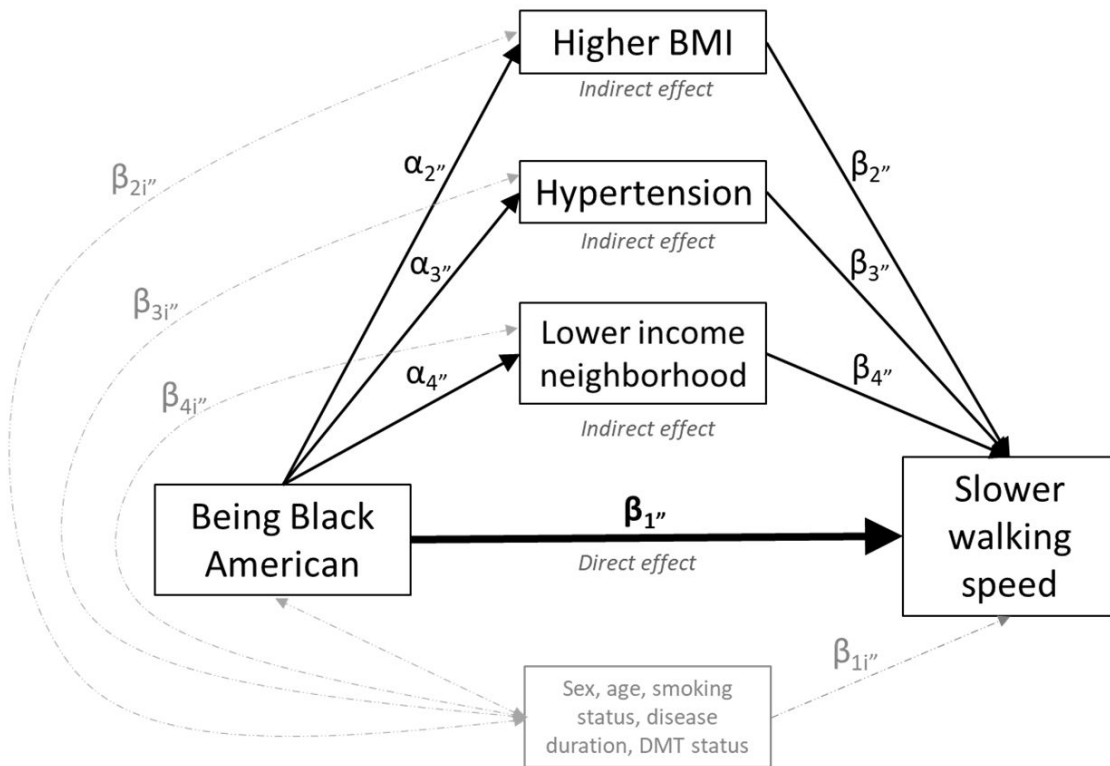 Higher BMI
Indirect effect
α2″
β2″
β2i″
Hypertension
Indirect effect
α3″
β3″
β3i″
Lower income
neighborhood
Indirect effect
α4″
β4″
β4i″
Being Black
American
β1″
Direct effect
Slower
walking
speed
β1i″
Sex, age, smoking
status, disease
duration, DMT status